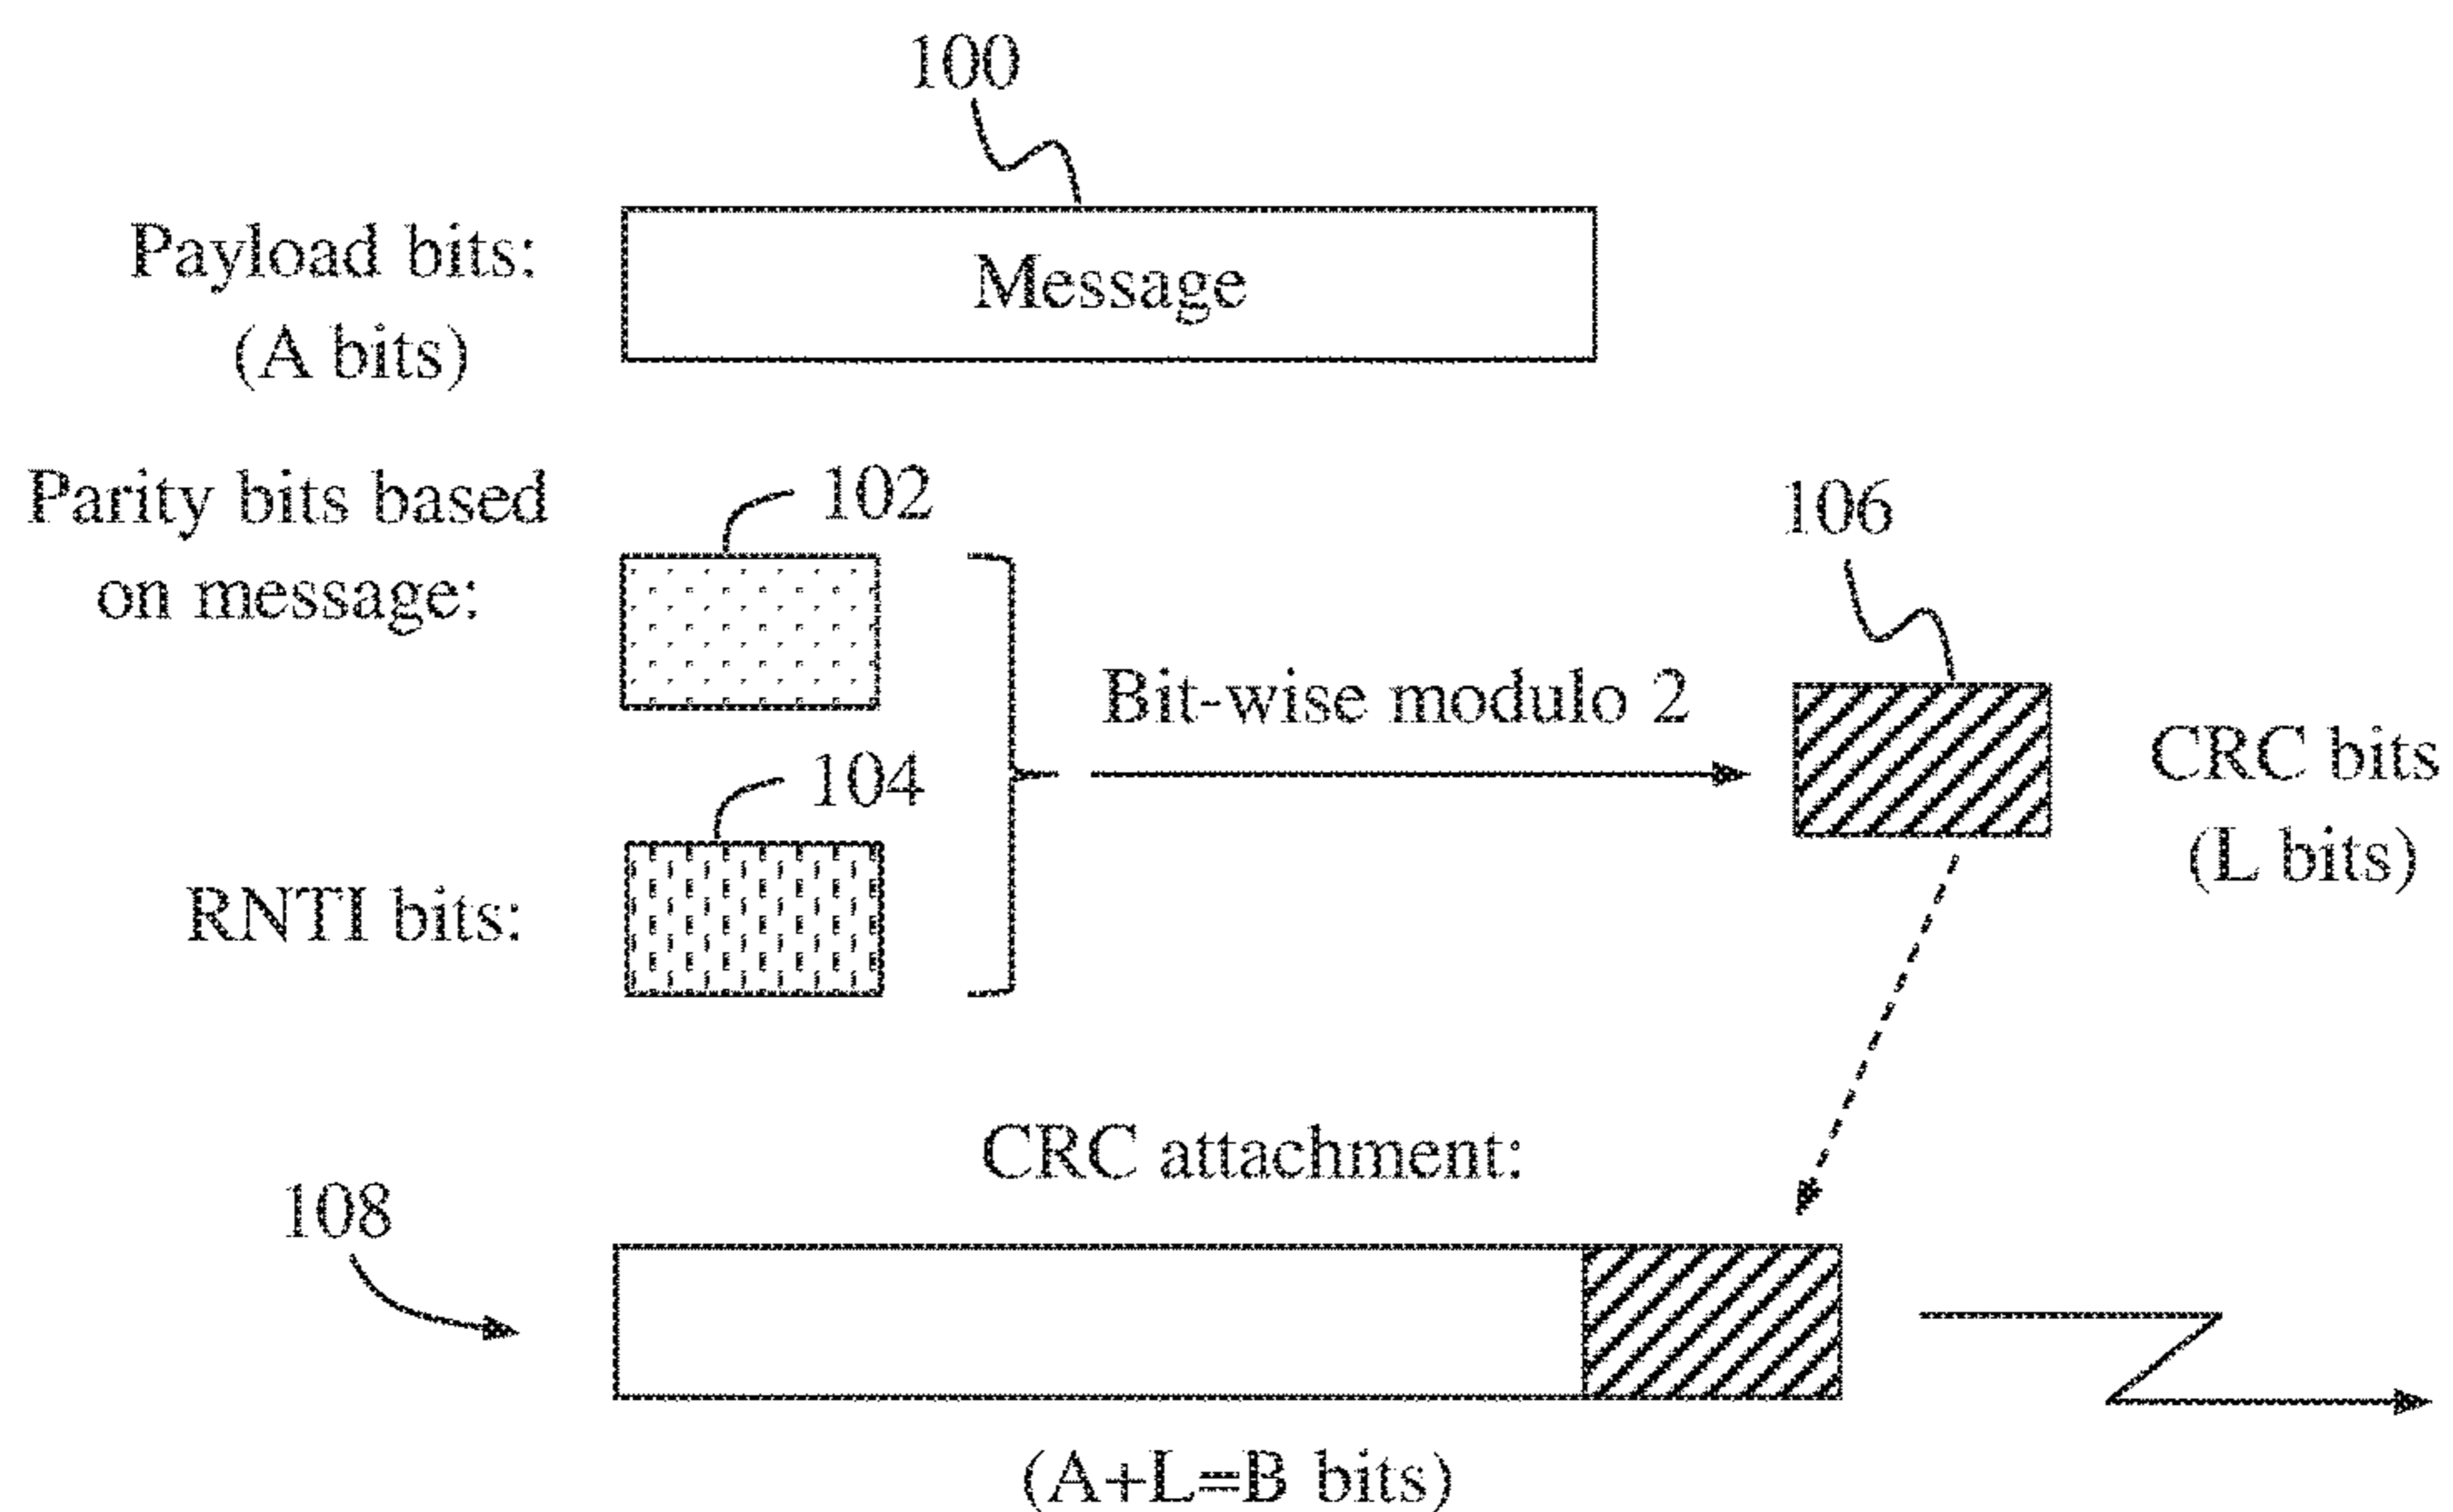 100
Payload bits:
(A bits)
Message
Parity bits based
on message:
102
106
Bit-wise modulo 2
CRC bits
(L bits)
104
RNTI bits:
CRC attachment:
108
(A+L=B bits)